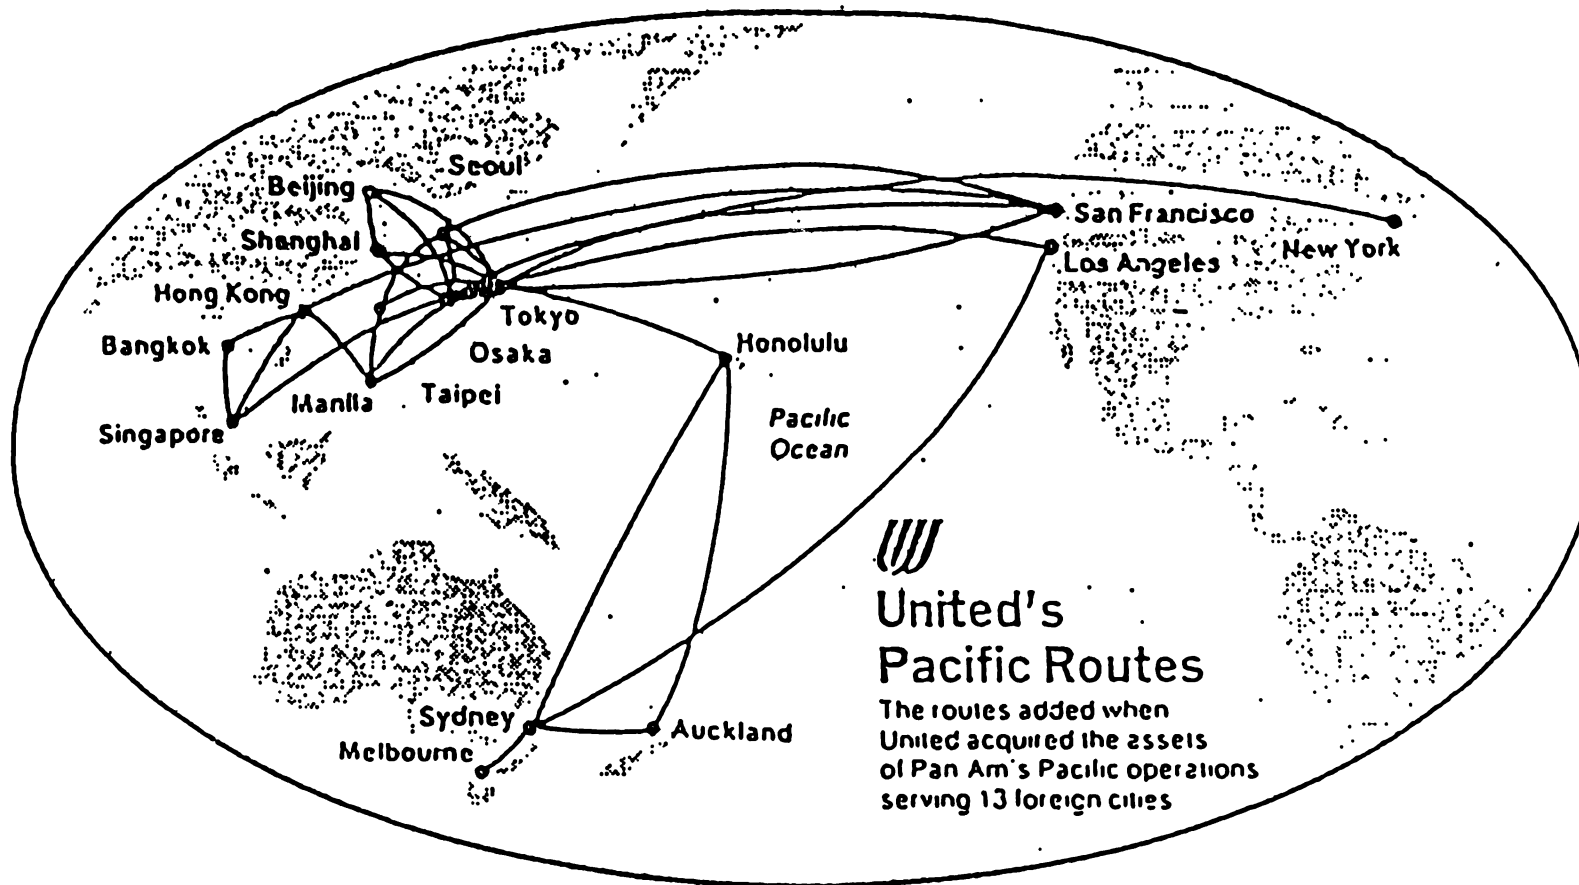 Seoul
Beijing
Shanghai
Hong Kong
Bangkok
Singapore
Manila
Taipei
Osaka
Tokyo
Honolulu
San Francisco
Los Angeles
New York
Pacific
Ocean
United's
Pacific Routes
The routes added when
United acquired the assets
of Pan Am's Pacific operations
serving 13 foreign cities
Sydney
Melbourne
Auckland